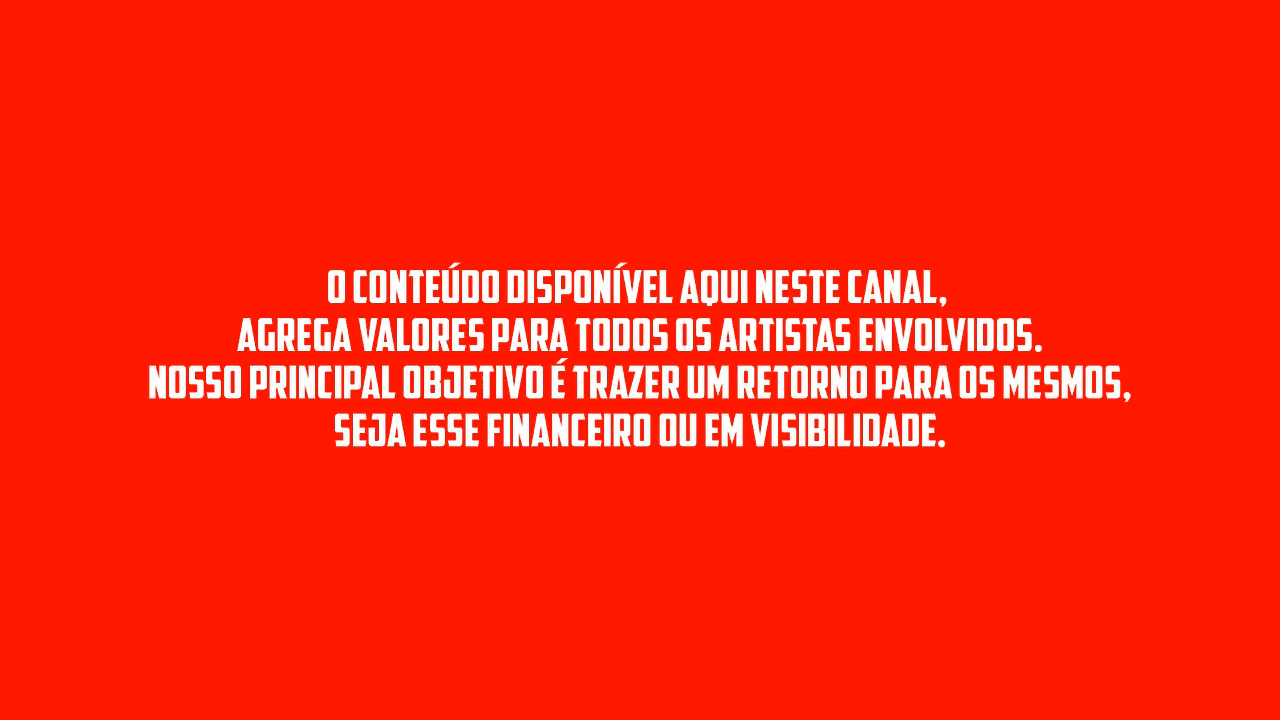 O CONTEÚDO DISPONÍVEL AQUI NESTE CANAL,
AGREGA VALORES PARA TODOS OS ARTISTAS ENVOLVIDOS.
NOSSO PRINCIPAL OBJETIVO É TRAZER UM RETORNO PARA OS MESMOS,
SEJA ESSE FINANCEIRO OU EM VISIBILIDADE.